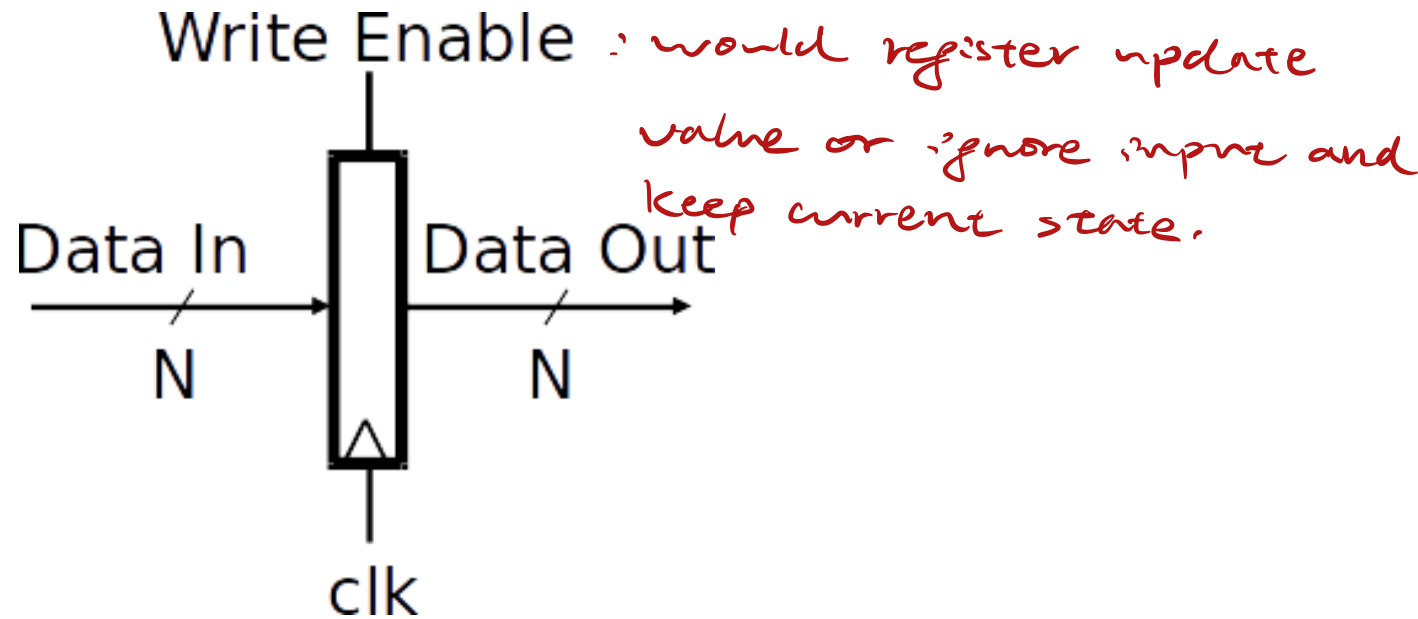 Write Enable : would register update
value or ignore input and
keep current state.
Data In
Data Out
N
N
clk